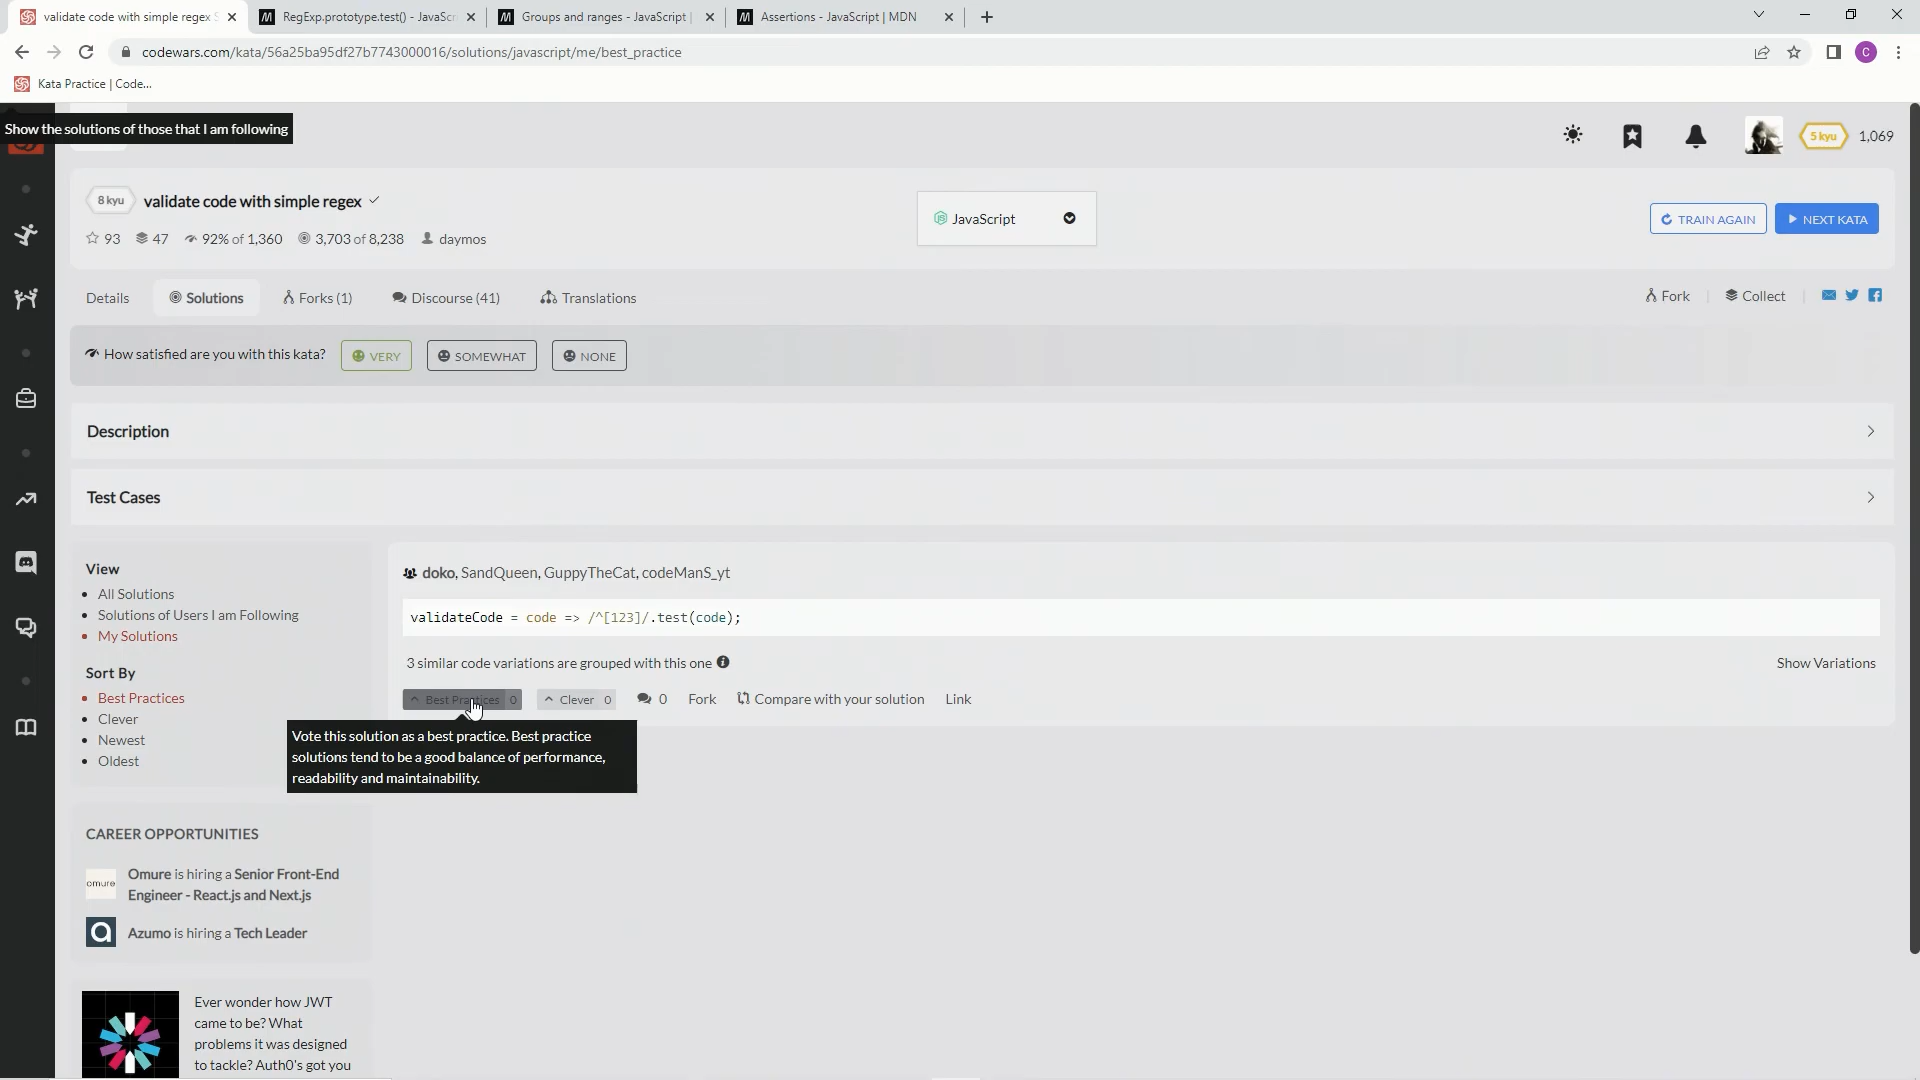 validate code with simple regex S
RegExp.prototype.test() - JavaSc
Groups and ranges - JavaScript |
Assertions - JavaScript | MDN
codewars.com/kata/56a25ba95df27b7743000016/solutions/javascript/me/best_practice
C
Kata Practice | Code...
Show the solutions of those that I am following
5 kyu 1,069
8 kyu validate code with simple regex
JavaScript
TRAIN AGAIN
NEXT KATA
93 47 92% of 1,360 3,703 of 8,238 daymos
Details Solutions Forks (1) Discourse (41) Translations
Fork Collect
How satisfied are you with this kata? VERY SOMEWHAT NONE
Description
Test Cases
View
All Solutions
Solutions of Users I am Following
My Solutions
Sort By
Best Practices
Clever
Newest
Oldest
doko, SandQueen, GuppyTheCat, codeManS_yt
validateCode = code => /^[123]/.test(code);
3 similar code variations are grouped with this one
Show Variations
Best Practices 0 Clever 0 0 Fork Compare with your solution Link
Vote this solution as a best practice. Best practice
solutions tend to be a good balance of performance,
readability and maintainability.
CAREER OPPORTUNITIES
omure
Omure is hiring a Senior Front-End
Engineer - React.js and Next.js
Azumo is hiring a Tech Leader
Ever wonder how JWT
came to be? What
problems it was designed
to tackle? Auth0's got you